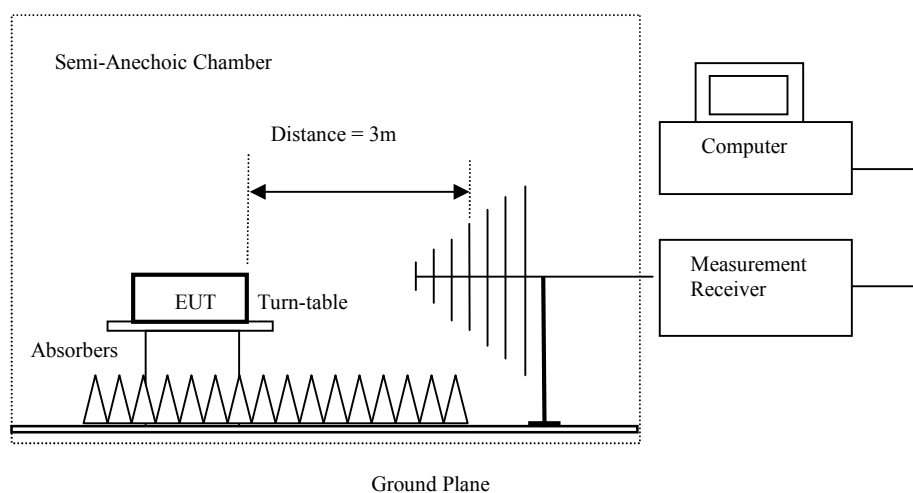 Semi-Anechoic Chamber
Distance = 3m
Computer
Measurement
Receiver
EUT
Turn-table
Absorbers
Ground Plane